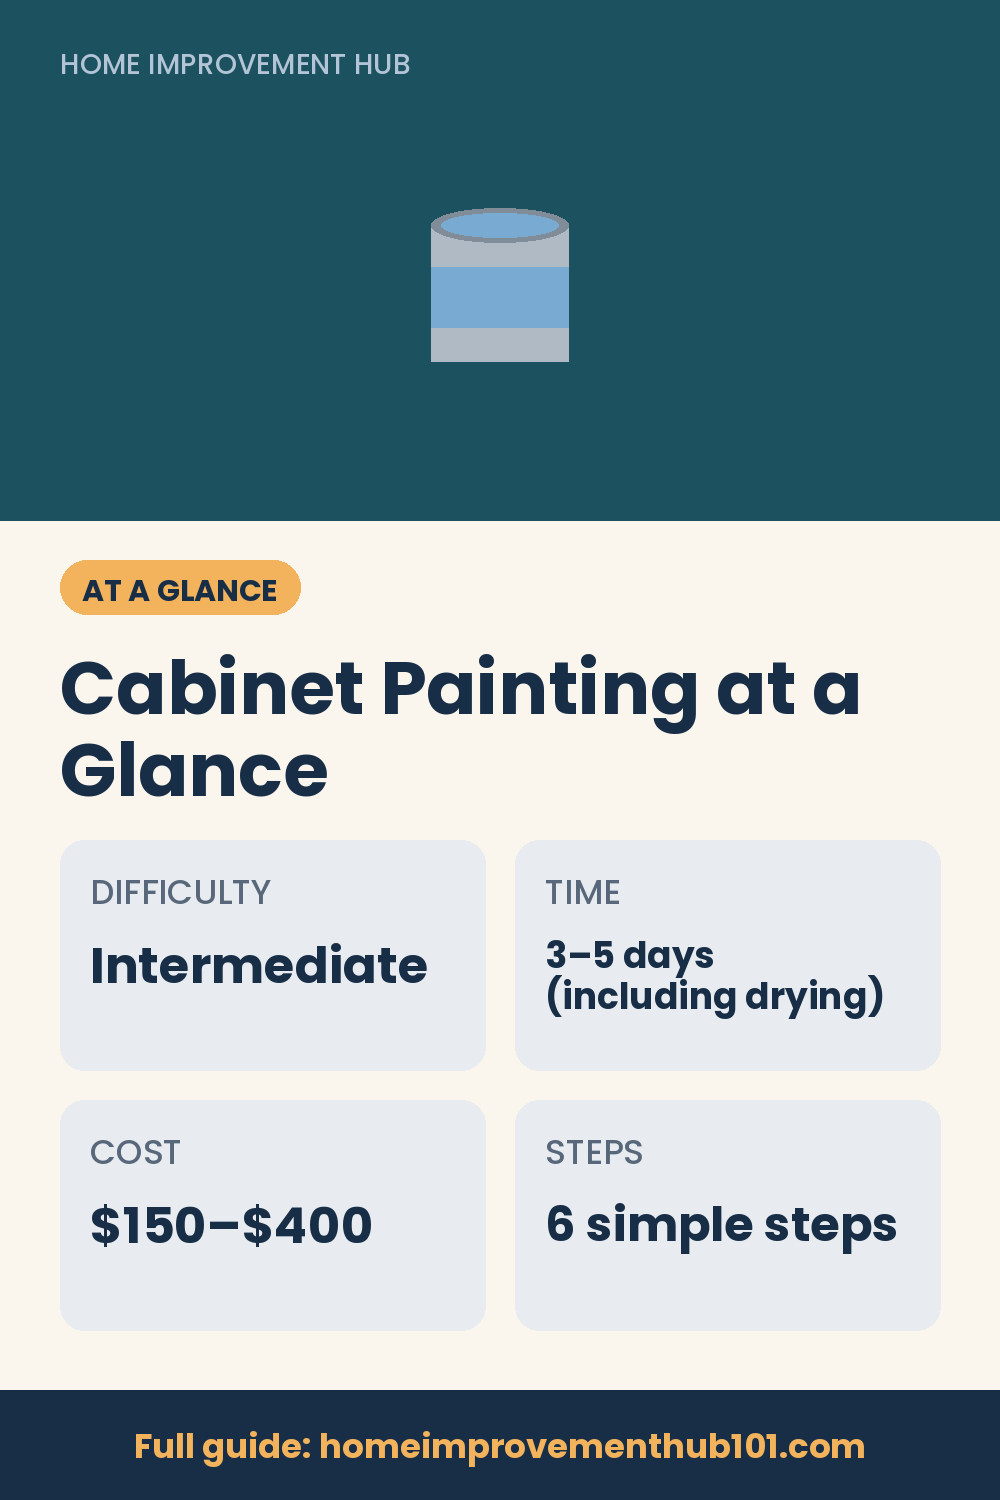 HOME IMPROVEMENT HUB
AT A GLANCE
Cabinet Painting at a
Glance
DIFFICULTY
Intermediate
TIME
3–5 days
(including drying)
COST
$150–$400
STEPS
6 simple steps
Full guide: homeimprovementhub101.com